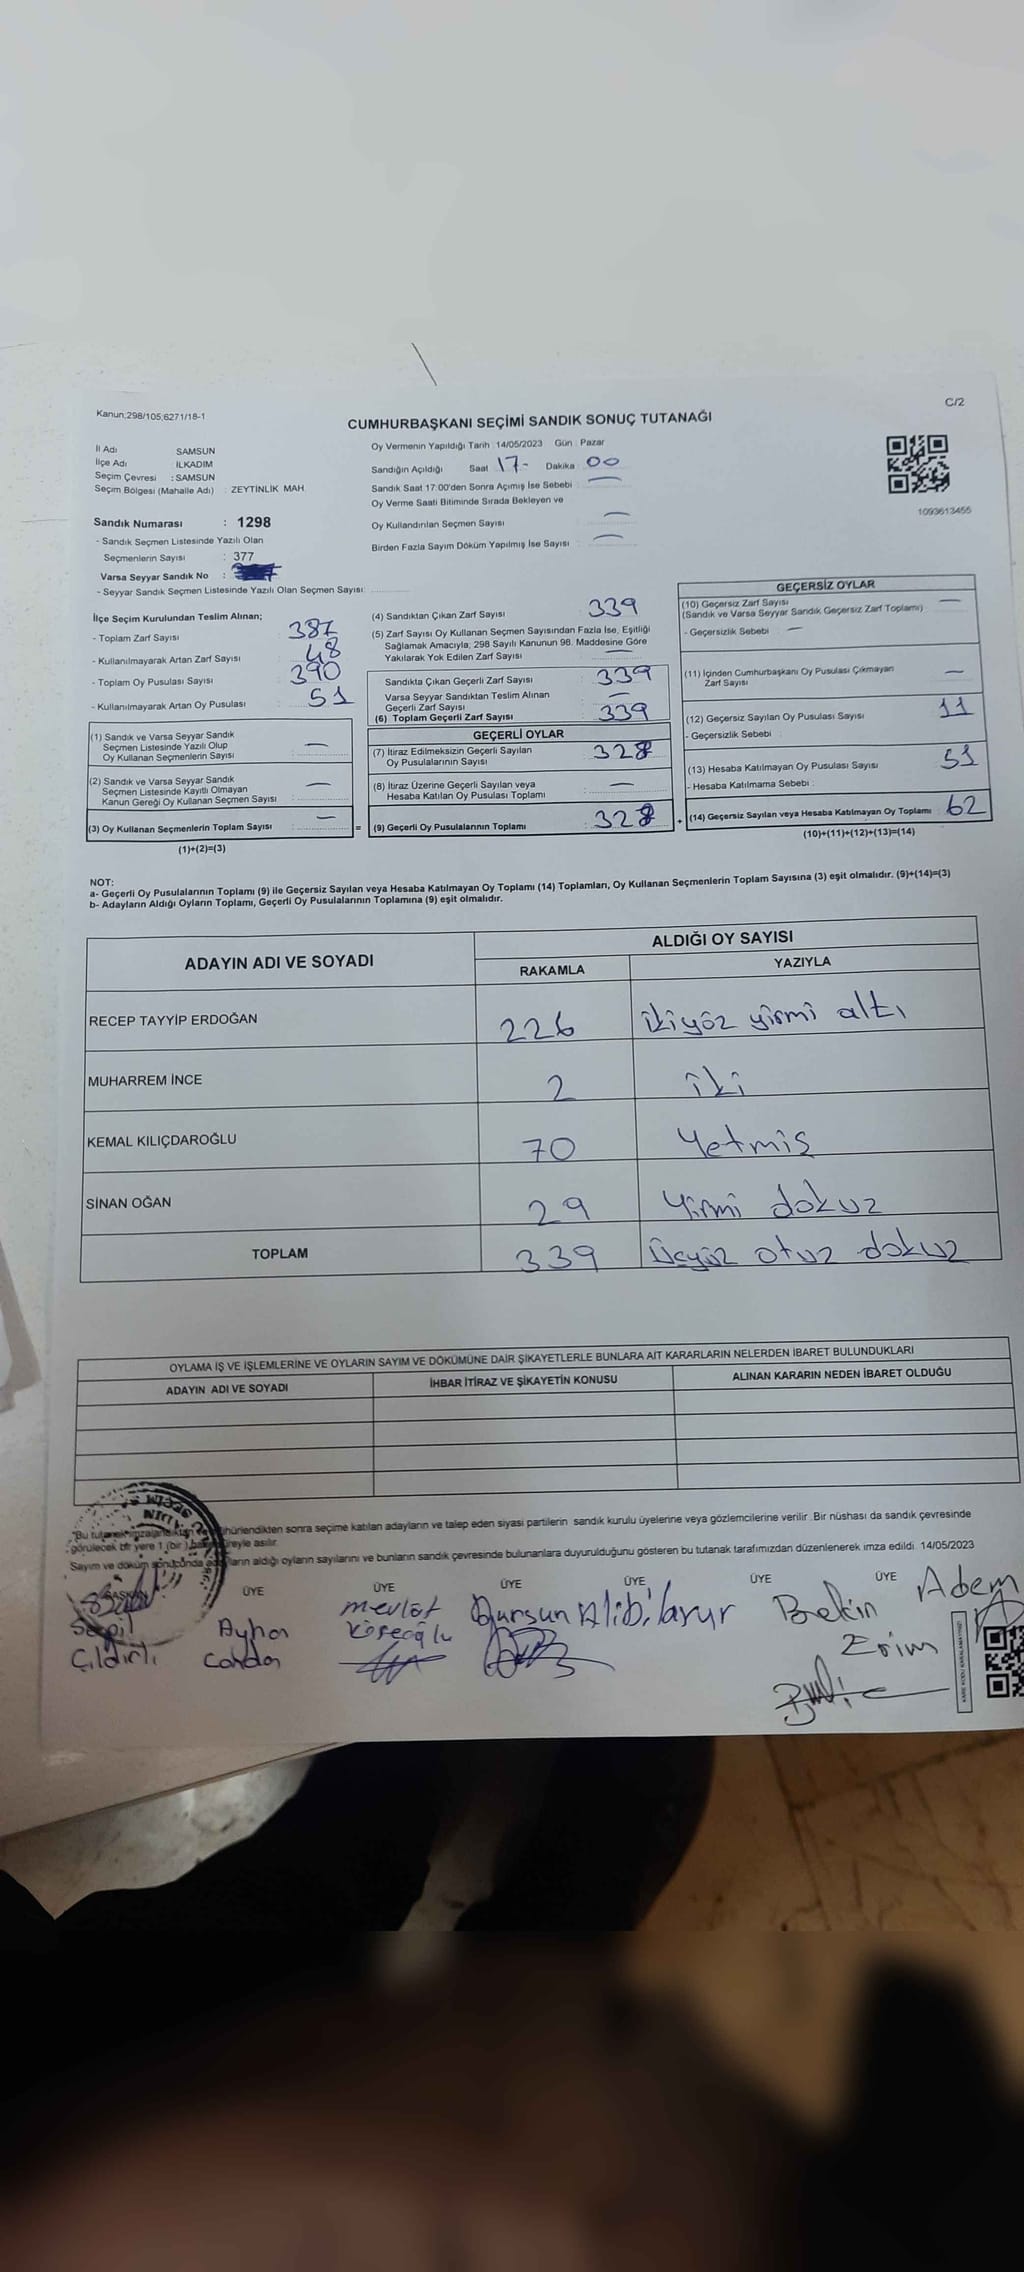 Kanun;298/105;6271/18-1
C/2
CUMHURBAŞKANI SEÇİMİ SANDIK SONUÇ TUTANAĞI
İl Adı SAMSUN
İlçe Adı İLKADIM
Seçim Çevresi : SAMSUN
Seçim Bölgesi (Mahalle Adı) : ZEYTİNLİK MAH.
Sandık Numarası : 1298
- Sandık Seçmen Listesinde Yazılı Olan
Seçmenlerin Sayısı : 377
Varsa Seyyar Sandık No :
- Seyyar Sandık Seçmen Listesinde Yazılı Olan Seçmen Sayısı:
Oy Vermenin Yapıldığı Tarih : 14/05/2023 Gün : Pazar
Sandığın Açıldığı Saat 17- Dakika : 00
Sandık Saat 17:00'den Sonra Açımış İse Sebebi : —
Oy Verme Saati Bitiminde Sırada Bekleyen ve
Oy Kullandırılan Seçmen Sayısı —
Birden Fazla Sayım Döküm Yapılmış İse Sayısı : —
1093613455
İlçe Seçim Kurulundan Teslim Alınan;
- Toplam Zarf Sayısı : 387
- Kullanılmayarak Artan Zarf Sayısı : 48
- Toplam Oy Pusulası Sayısı : 390
- Kullanılmayarak Artan Oy Pusulası : 51
(1) Sandık ve Varsa Seyyar Sandık
Seçmen Listesinde Yazılı Olup
Oy Kullanan Seçmenlerin Sayısı : —
(2) Sandık ve Varsa Seyyar Sandık
Seçmen Listesinde Kayıtlı Olmayan
Kanun Gereği Oy Kullanan Seçmen Sayısı : —
(3) Oy Kullanan Seçmenlerin Toplam Sayısı : — =
(1)+(2)=(3)
(4) Sandıktan Çıkan Zarf Sayısı : 339
(5) Zarf Sayısı Oy Kullanan Seçmen Sayısından Fazla İse, Eşitliği
Sağlamak Amacıyla; 298 Sayılı Kanunun 98. Maddesine Göre
Yakılarak Yok Edilen Zarf Sayısı : —
Sandıkta Çıkan Geçerli Zarf Sayısı : 339
Varsa Seyyar Sandıktan Teslim Alınan
Geçerli Zarf Sayısı : —
(6) Toplam Geçerli Zarf Sayısı : 339
GEÇERLİ OYLAR
(7) İtiraz Edilmeksizin Geçerli Sayılan
Oy Pusulalarının Sayısı : 328
(8) İtiraz Üzerine Geçerli Sayılan veya
Hesaba Katılan Oy Pusulası Toplamı : —
(9) Geçerli Oy Pusulalarının Toplamı : 328 +
GEÇERSİZ OYLAR
(10) Geçersiz Zarf Sayısı —
(Sandık ve Varsa Seyyar Sandık Geçersiz Zarf Toplamı)
- Geçersizlik Sebebi : —
(11) İçinden Cumhurbaşkanı Oy Pusulası Çıkmayan
Zarf Sayısı —
(12) Geçersiz Sayılan Oy Pusulası Sayısı 11
- Geçersizlik Sebebi :
(13) Hesaba Katılmayan Oy Pusulası Sayısı 51
- Hesaba Katılmama Sebebi :
(14) Geçersiz Sayılan veya Hesaba Katılmayan Oy Toplamı : 62
(10)+(11)+(12)+(13)=(14)
NOT:
a- Geçerli Oy Pusulalarının Toplamı (9) ile Geçersiz Sayılan veya Hesaba Katılmayan Oy Toplamı (14) Toplamları, Oy Kullanan Seçmenlerin Toplam Sayısına (3) eşit olmalıdır. (9)+(14)=(3)
b- Adayların Aldığı Oyların Toplamı, Geçerli Oy Pusulalarının Toplamına (9) eşit olmalıdır.
ADAYIN ADI VE SOYADI ALDIĞI OY SAYISI
RAKAMLA YAZIYLA
RECEP TAYYİP ERDOĞAN 226 ikiyüz yirmi altı
MUHARREM İNCE 2 iki
KEMAL KILIÇDAROĞLU 70 Yetmiş
SİNAN OĞAN 29 Yirmi dokuz
TOPLAM 339 Üçyüz otuz dokuz
OYLAMA İŞ VE İŞLEMLERİNE VE OYLARIN SAYIM VE DÖKÜMÜNE DAİR ŞİKAYETLERLE BUNLARA AİT KARARLARIN NELERDEN İBARET BULUNDUKLARI
ADAYIN ADI VE SOYADI İHBAR İTİRAZ VE ŞİKAYETİN KONUSU ALINAN KARARIN NEDEN İBARET OLDUĞU
"Bu tutanak imzalandıktan ve mühürlendikten sonra seçime katılan adayların ve talep eden siyasi partilerin sandık kurulu üyelerine veya gözlemcilerine verilir. Bir nüshası da sandık çevresinde
görülecek bir yere 1 (bir) hafta süreyle asılır.
Sayım ve döküm sonucunda adayların aldığı oyların sayılarını ve bunların sandık çevresinde bulunanlara duyurulduğunu gösteren bu tutanak tarafımızdan düzenlenerek imza edildi. 14/05/2023
BAŞKAN ÜYE ÜYE ÜYE ÜYE ÜYE ÜYE
Serpil Çıldırlı
Ayhan Candan
Mevlüt Köseoğlu
Dursun Alibilayur
Bekin Erim
Adem